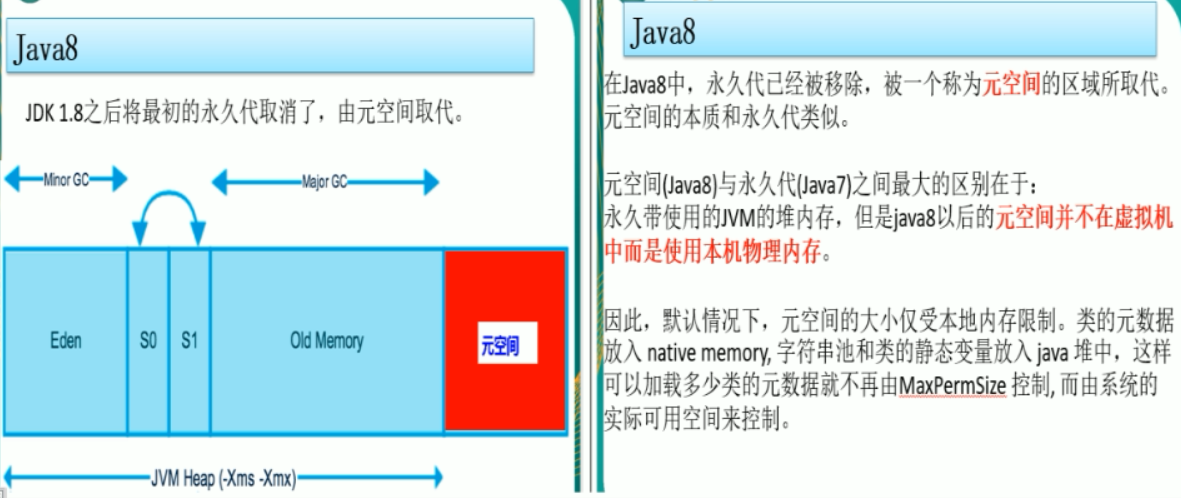 Java8
JDK 1.8之后将最初的永久代取消了，由元空间取代。
Minor GC
Major GC
Eden
S0
S1
Old Memory
元空间
JVM Heap (-Xms -Xmx)
Java8
在Java8中，永久代已经被移除，被一个称为元空间的区域所取代。
元空间的本质和永久代类似。
元空间(Java8)与永久代(Java7)之间最大的区别在于：
永久带使用的JVM的堆内存，但是java8以后的元空间并不在虚拟机
中而是使用本机物理内存。
因此，默认情况下，元空间的大小仅受本地内存限制。类的元数据
放入 native memory, 字符串池和类的静态变量放入 java 堆中，这样
可以加载多少类的元数据就不再由MaxPermSize 控制, 而由系统的
实际可用空间来控制。